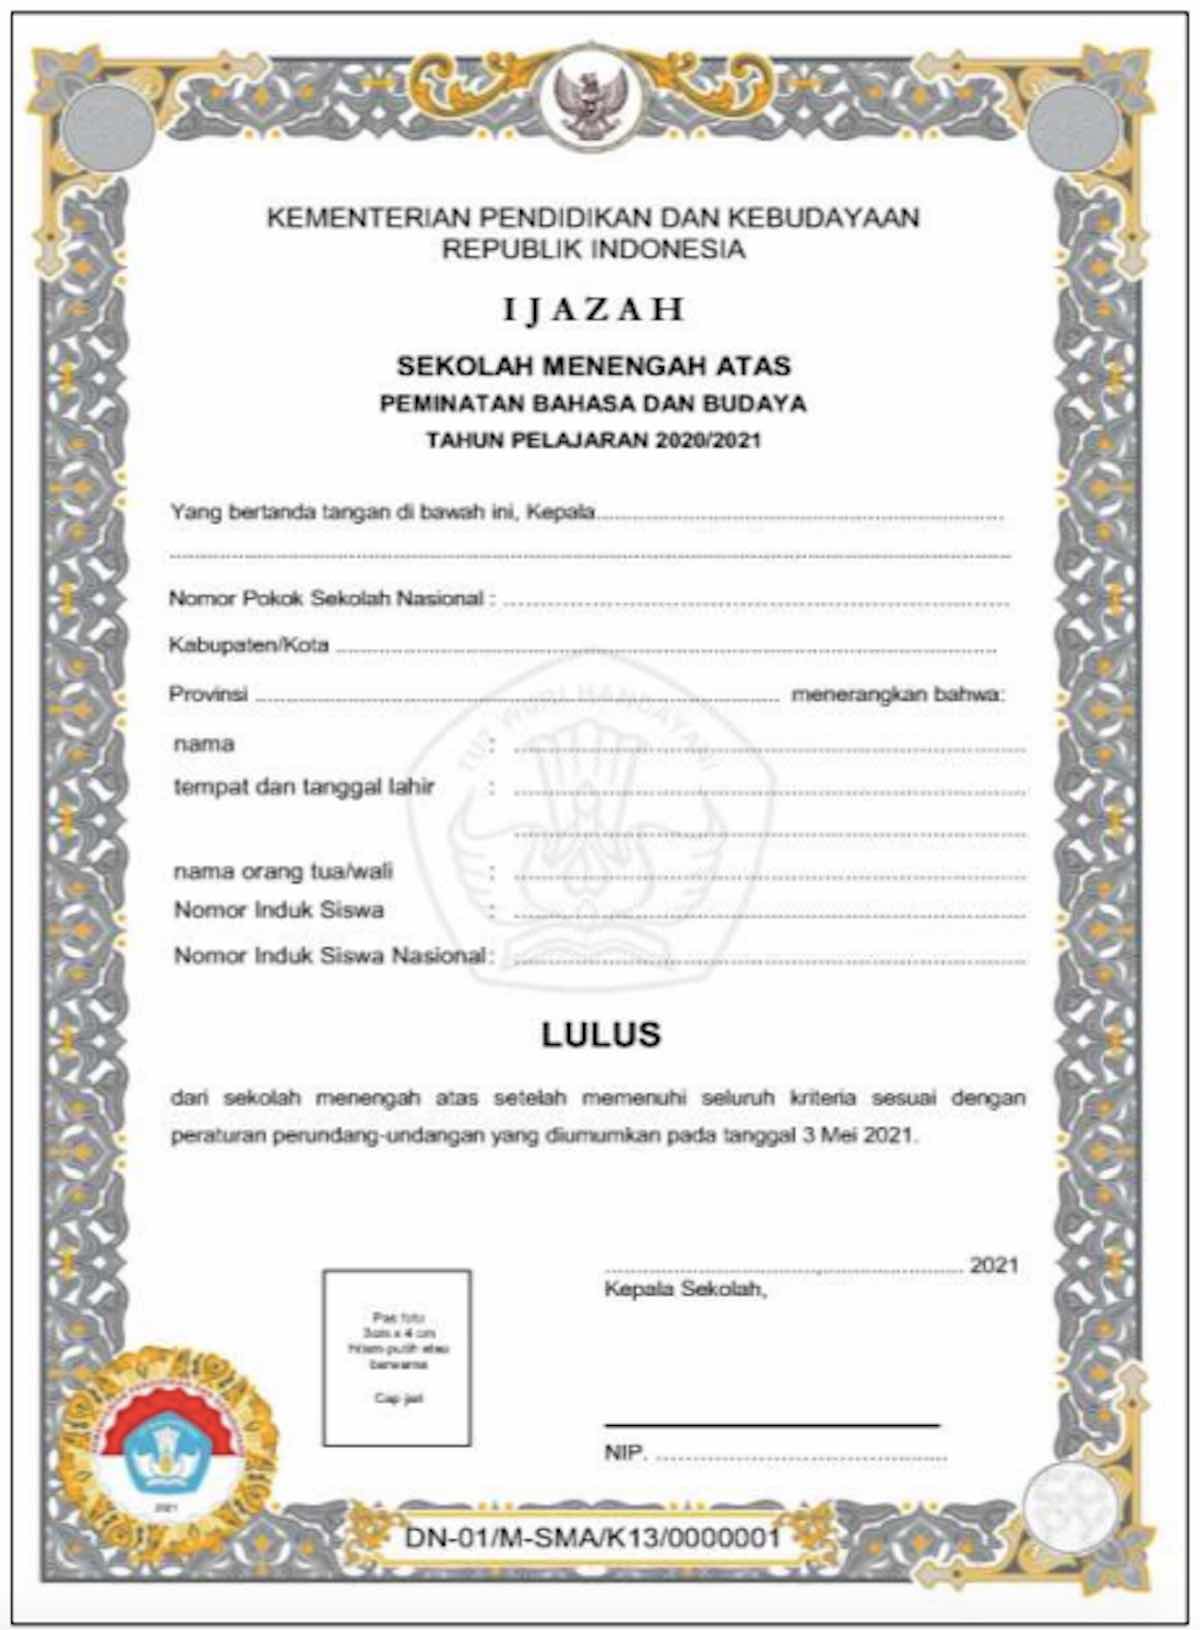 KEMENTERIAN PENDIDIKAN DAN KEBUDAYAAN
REPUBLIK INDONESIA
IJAZAH
SEKOLAH MENENGAH ATAS
PEMINATAN BAHASA DAN BUDAYA
TAHUN PELAJARAN 2020/2021
Yang bertanda tangan di bawah ini, Kepala
Nomor Pokok Sekolah Nasional :
Kabupaten/Kota
Provinsi menerangkan bahwa:
TUT WURI HANDAYANI
nama :
tempat dan tanggal lahir :
nama orang tua/wali :
Nomor Induk Siswa :
Nomor Induk Siswa Nasional :
LULUS
dari sekolah menengah atas setelah memenuhi seluruh kriteria sesuai dengan
peraturan perundang-undangan yang diumumkan pada tanggal 3 Mei 2021.
2021
Kepala Sekolah,
Pas foto
3cm x 4 cm
hitam putih atau
berwarna
Cap jari
NIP.
2021
DN-01/M-SMA/K13/0000001